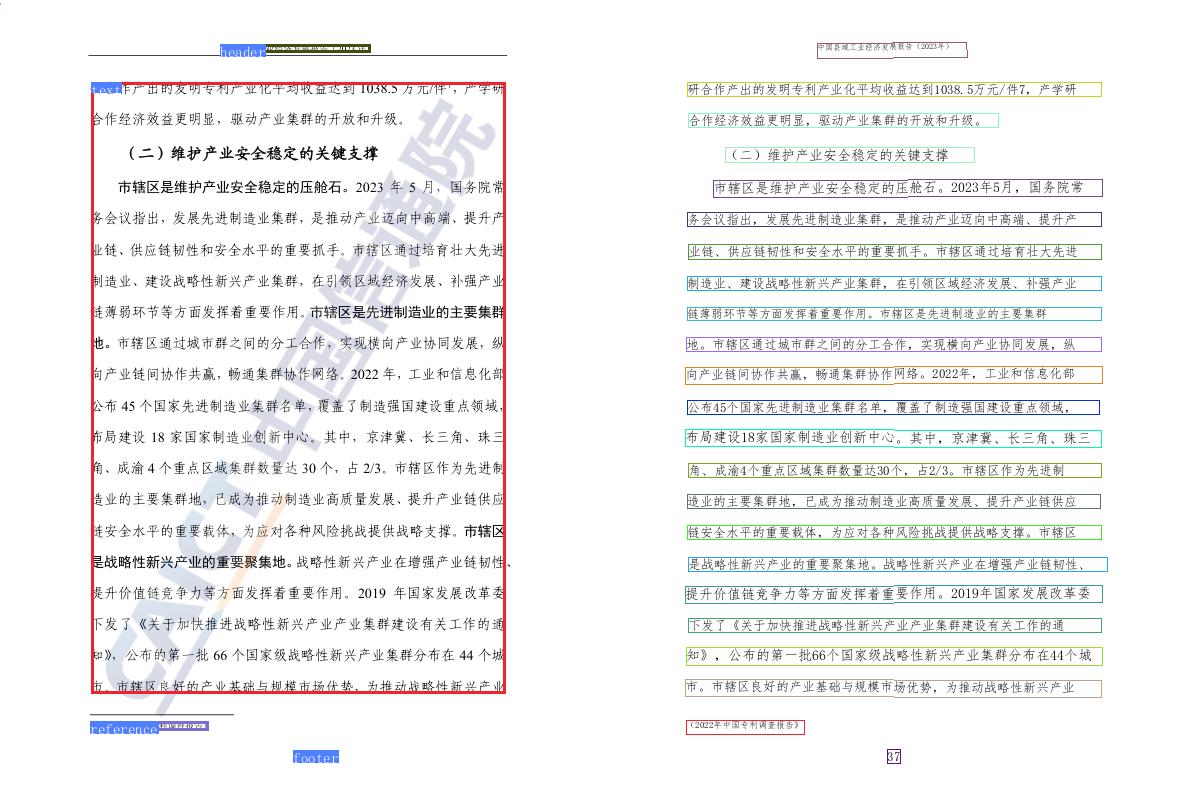 header
text
作产出的发明专利产业化平均收益达到 1038.5 万元/件⁷，产学研
合作经济效益更明显，驱动产业集群的开放和升级。
（二）维护产业安全稳定的关键支撑
市辖区是维护产业安全稳定的压舱石。2023 年 5 月，国务院常
务会议指出，发展先进制造业集群，是推动产业迈向中高端、提升产
业链、供应链韧性和安全水平的重要抓手。市辖区通过培育壮大先进
制造业、建设战略性新兴产业集群，在引领区域经济发展、补强产业
链薄弱环节等方面发挥着重要作用。市辖区是先进制造业的主要集群
地。市辖区通过城市群之间的分工合作，实现横向产业协同发展，纵
向产业链间协作共赢，畅通集群协作网络。2022 年，工业和信息化部
公布 45 个国家先进制造业集群名单，覆盖了制造强国建设重点领域，
布局建设 18 家国家制造业创新中心。其中，京津冀、长三角、珠三
角、成渝 4 个重点区域集群数量达 30 个，占 2/3。市辖区作为先进制
造业的主要集群地，已成为推动制造业高质量发展、提升产业链供应
链安全水平的重要载体，为应对各种风险挑战提供战略支撑。市辖区
是战略性新兴产业的重要聚集地。战略性新兴产业在增强产业链韧性、
提升价值链竞争力等方面发挥着重要作用。2019 年国家发展改革委
下发了《关于加快推进战略性新兴产业产业集群建设有关工作的通
知》，公布的第一批 66 个国家级战略性新兴产业集群分布在 44 个城
市。市辖区良好的产业基础与规模市场优势，为推动战略性新兴产业
CAICT 中国信通院
reference
footer
中国县域工业经济发展报告（2023年）
研合作产出的发明专利产业化平均收益达到1038.5万元/件7，产学研
合作经济效益更明显，驱动产业集群的开放和升级。
（二）维护产业安全稳定的关键支撑
市辖区是维护产业安全稳定的压舱石。2023年5月，国务院常
务会议指出，发展先进制造业集群，是推动产业迈向中高端、提升产
业链、供应链韧性和安全水平的重要抓手。市辖区通过培育壮大先进
制造业、建设战略性新兴产业集群，在引领区域经济发展、补强产业
链薄弱环节等方面发挥着重要作用。市辖区是先进制造业的主要集群
地。市辖区通过城市群之间的分工合作，实现横向产业协同发展，纵
向产业链间协作共赢，畅通集群协作网络。2022年，工业和信息化部
公布45个国家先进制造业集群名单，覆盖了制造强国建设重点领域，
布局建设18家国家制造业创新中心。其中，京津冀、长三角、珠三
角、成渝4个重点区域集群数量达30个，占2/3。市辖区作为先进制
造业的主要集群地，已成为推动制造业高质量发展、提升产业链供应
链安全水平的重要载体，为应对各种风险挑战提供战略支撑。市辖区
是战略性新兴产业的重要聚集地。战略性新兴产业在增强产业链韧性、
提升价值链竞争力等方面发挥着重要作用。2019年国家发展改革委
下发了《关于加快推进战略性新兴产业产业集群建设有关工作的通
知》，公布的第一批66个国家级战略性新兴产业集群分布在44个城
市。市辖区良好的产业基础与规模市场优势，为推动战略性新兴产业
《2022年中国专利调查报告》
37